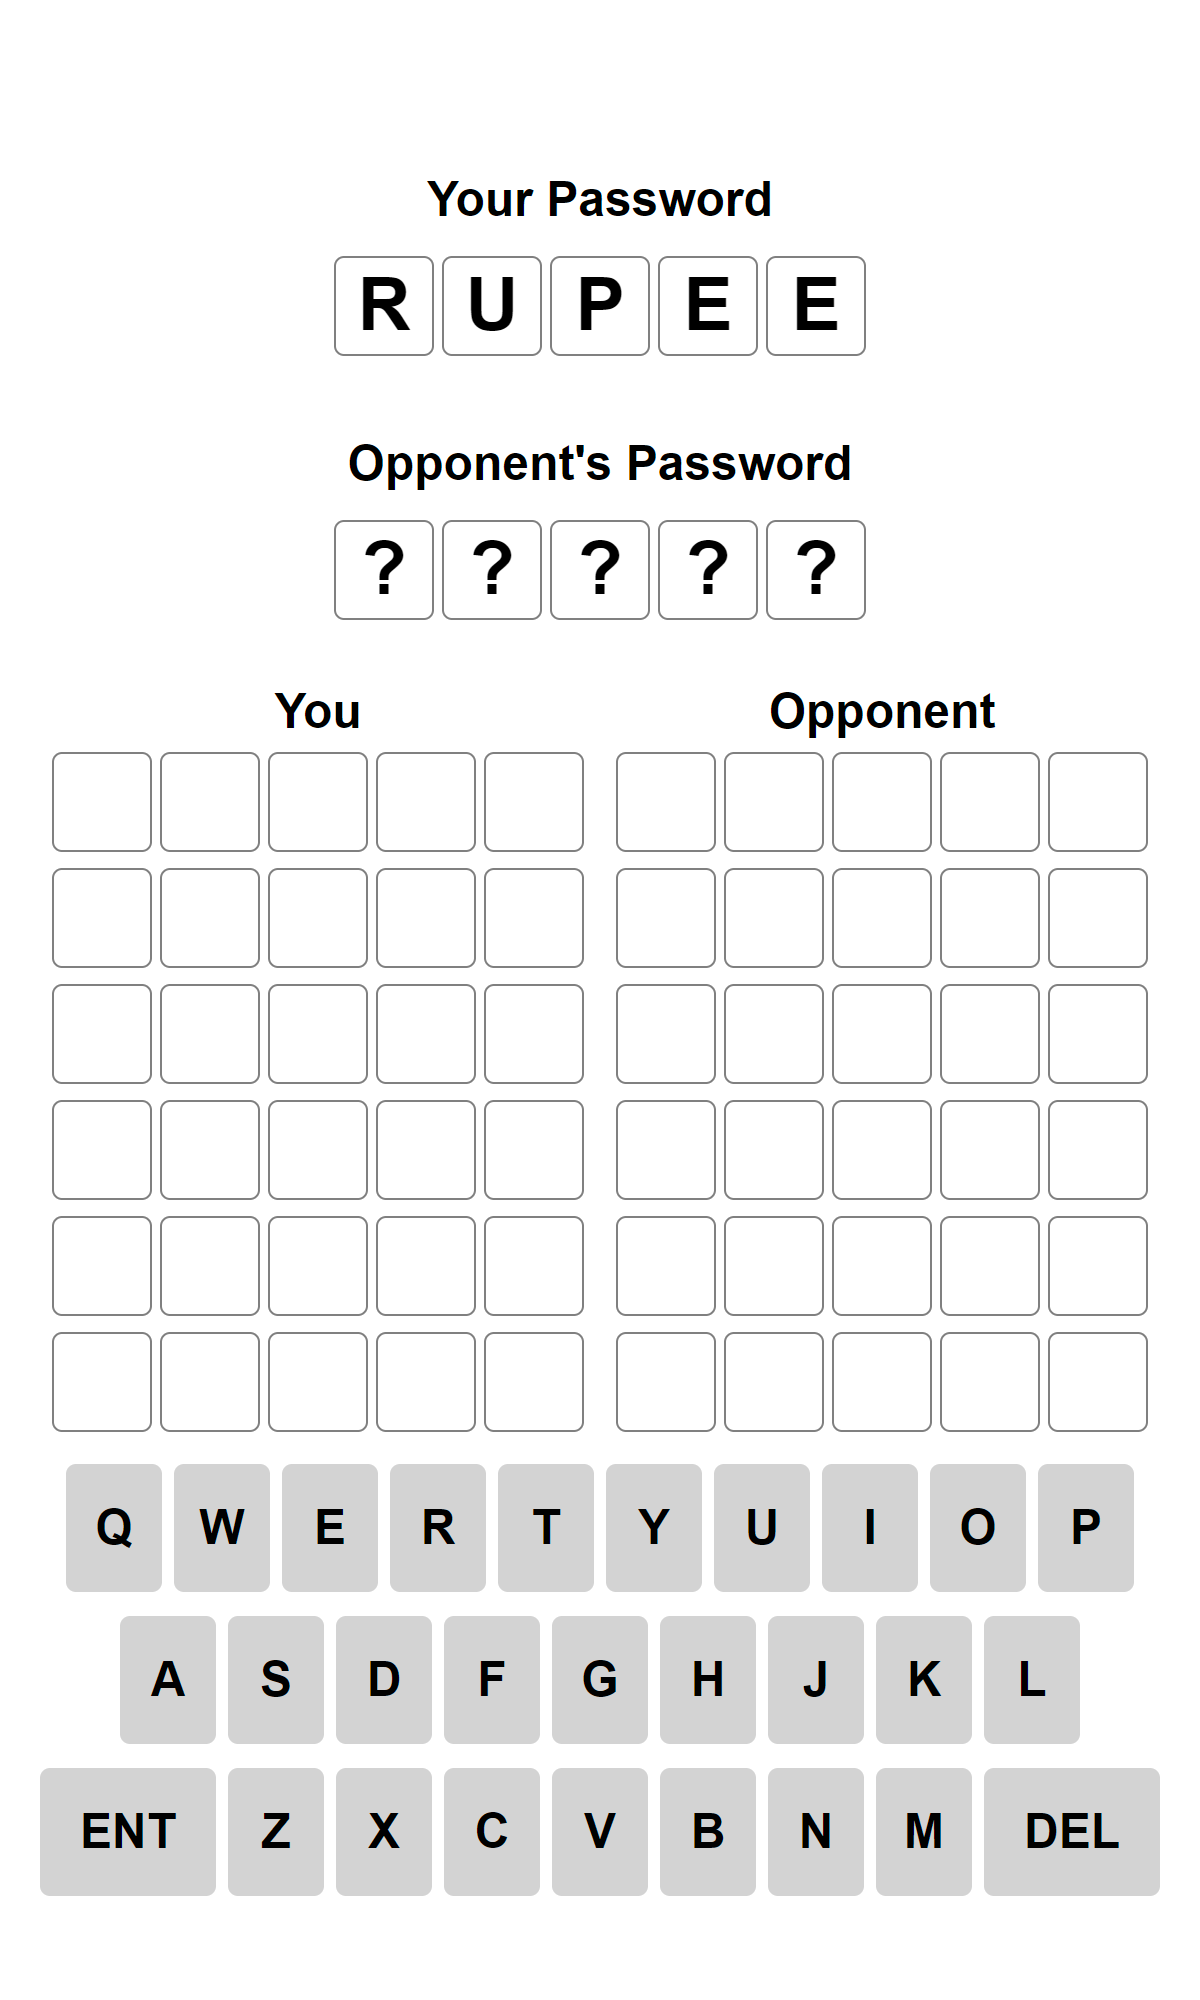 Your Password
R U P E E
Opponent's Password
? ? ? ? ?
You Opponent
Q W E R T Y U I O P
A S D F G H J K L
ENT Z X C V B N M DEL